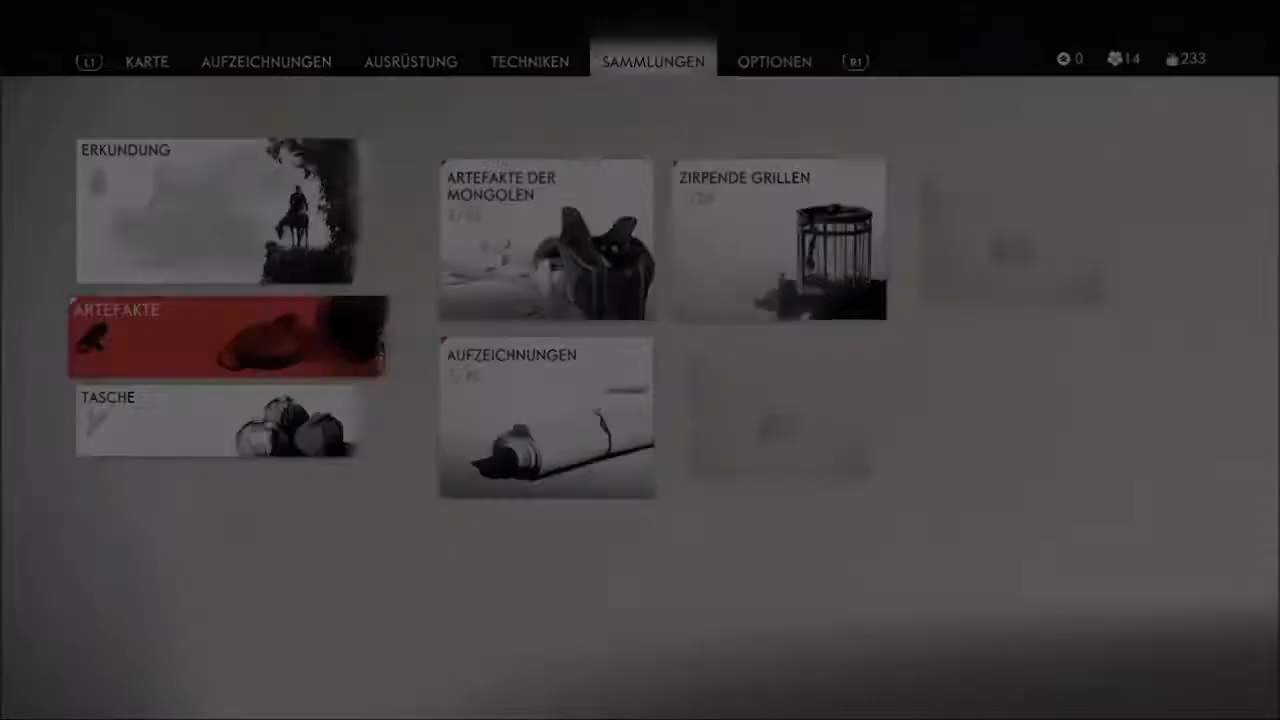 L1 KARTE AUFZEICHNUNGEN AUSRÜSTUNG TECHNIKEN SAMMLUNGEN OPTIONEN R1 0 14 233
ERKUNDUNG
ARTEFAKTE
TASCHE
ARTEFAKTE DER
MONGOLEN
ZIRPENDE GRILLEN
AUFZEICHNUNGEN